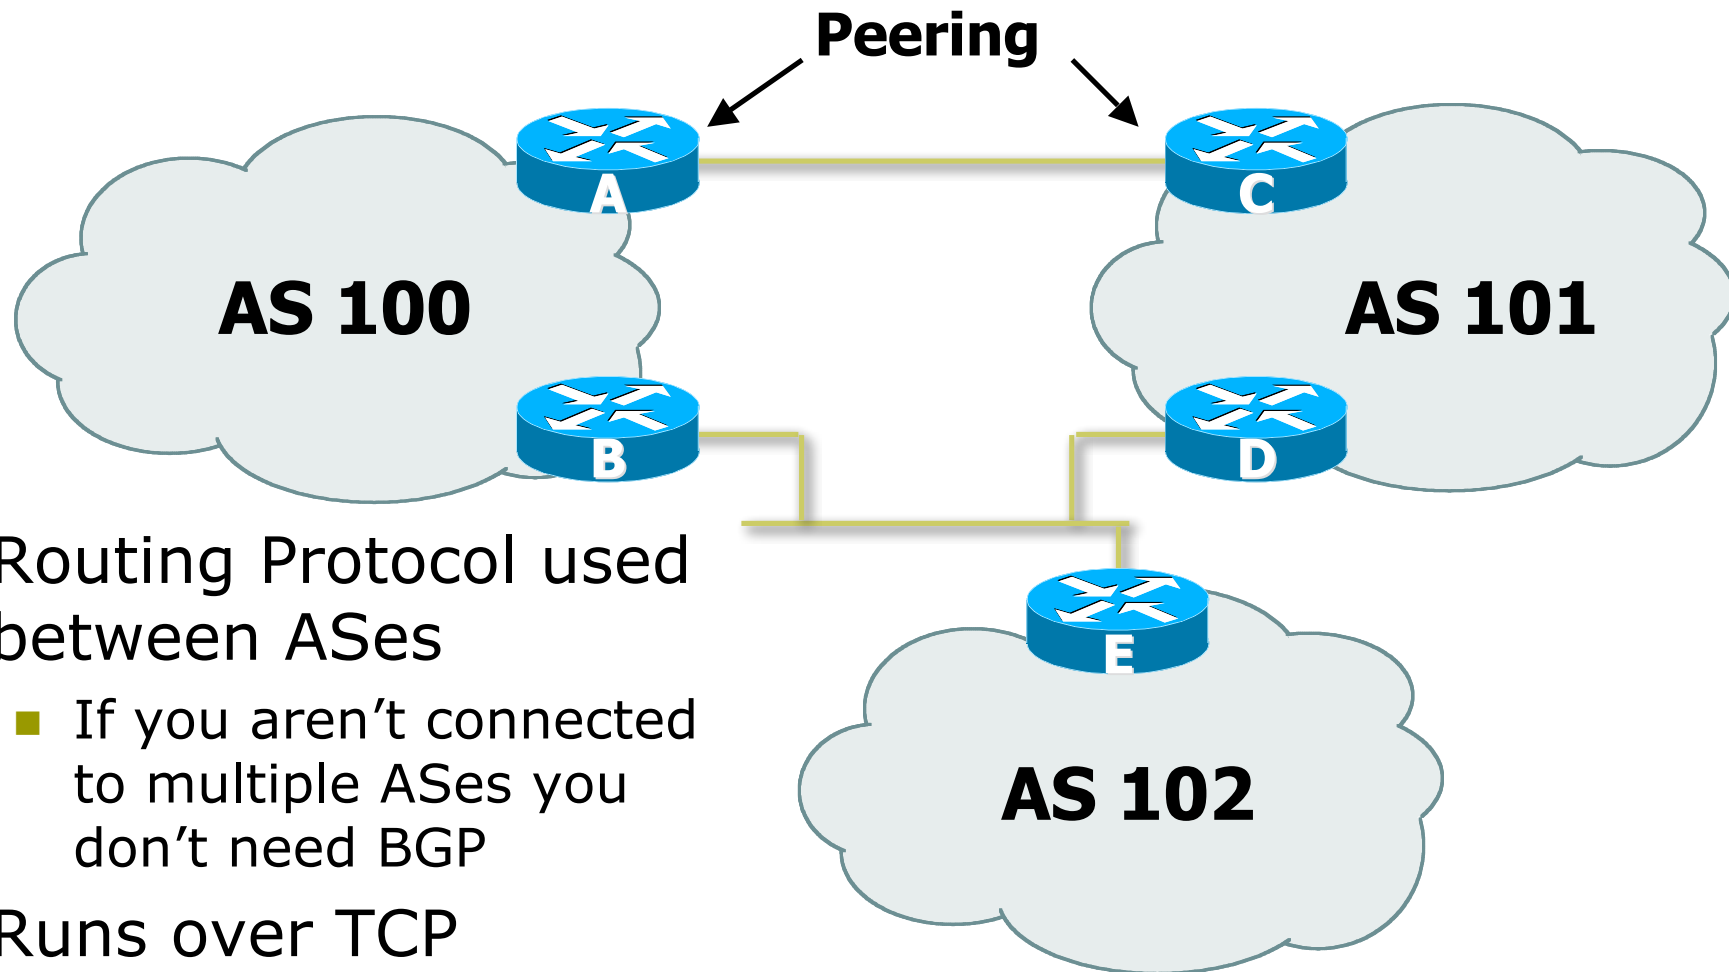 Peering
A
C
AS 100
AS 101
B
D
Routing Protocol used
between ASes
E
If you aren’t connected
to multiple ASes you
don’t need BGP
AS 102
Runs over TCP